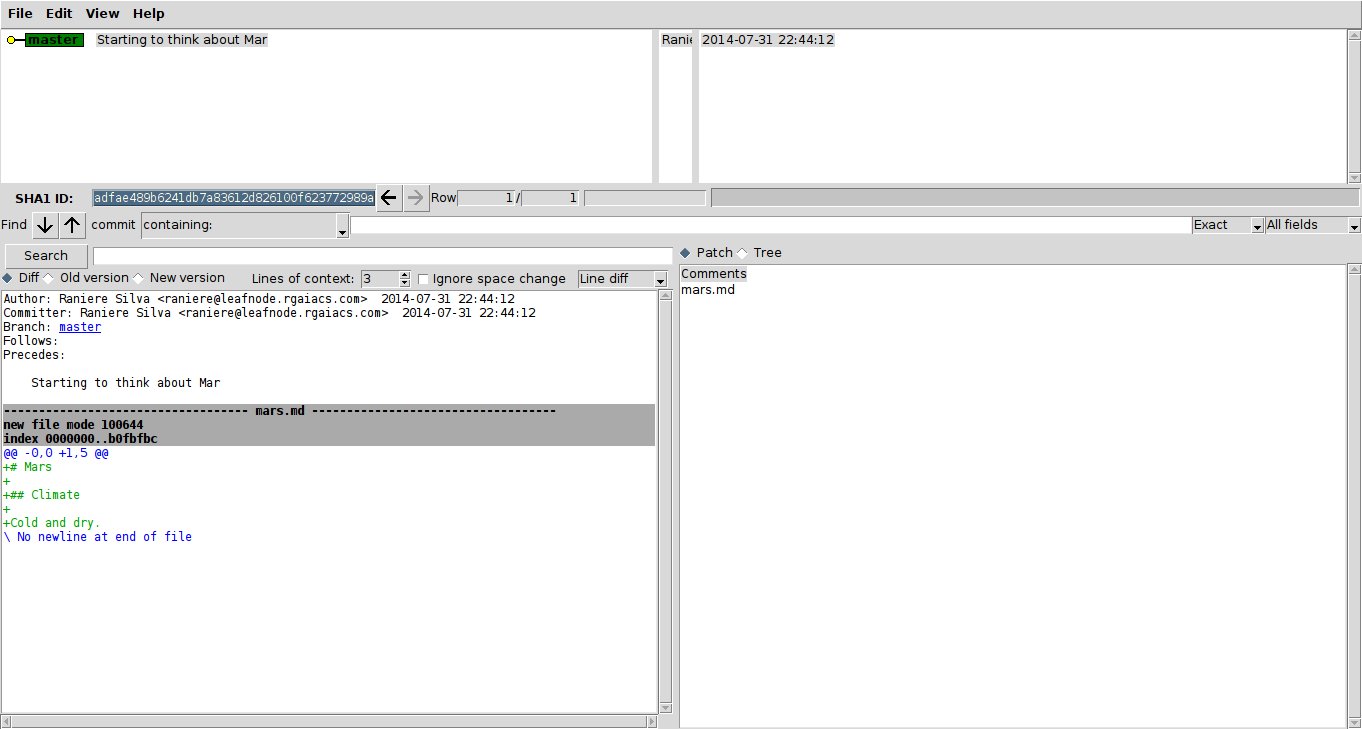 File Edit View Help
master Starting to think about Mar Ranie 2014-07-31 22:44:12
SHA1 ID: adfae489b6241db7a83612d826100f623772989a Row 1 / 1
Find commit containing: Exact All fields
Search
Patch Tree
Diff Old version New version Lines of context: 3 Ignore space change Line diff
Comments
mars.md
Author: Raniere Silva <raniere@leafnode.rgaiacs.com>  2014-07-31 22:44:12
Committer: Raniere Silva <raniere@leafnode.rgaiacs.com>  2014-07-31 22:44:12
Branch: master
Follows:
Precedes:
Starting to think about Mar
----------------------------------- mars.md -----------------------------------
new file mode 100644
index 0000000..b0fbfbc
@@ -0,0 +1,5 @@
+# Mars
+
+## Climate
+
+Cold and dry.
\ No newline at end of file